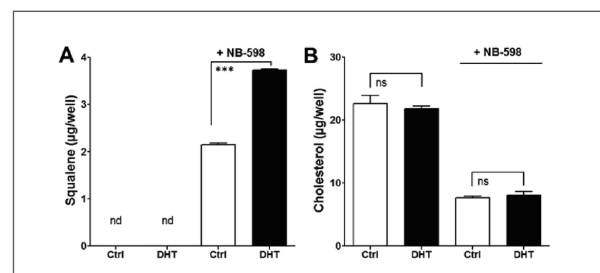 A
+ NB-598
***
Squalene (µg/well)
4
3
2
1
0
nd
nd
Ctrl
DHT
Ctrl
DHT
B
+ NB-598
Cholesterol (µg/well)
30
20
10
0
ns
ns
Ctrl
DHT
Ctrl
DHT